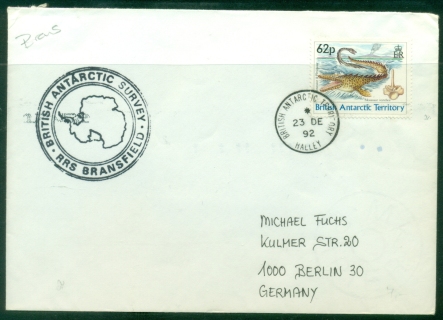 62p
E R
British Antarctic Territory
BRITISH ANTARCTIC SURVEY
RRS BRANSFIELD
BRITISH ANTARCTIC TERRITORY
23 DE
92
HALLEY
MICHAEL FUCHS
KULMER STR. 20
1000 BERLIN 30
GERMANY